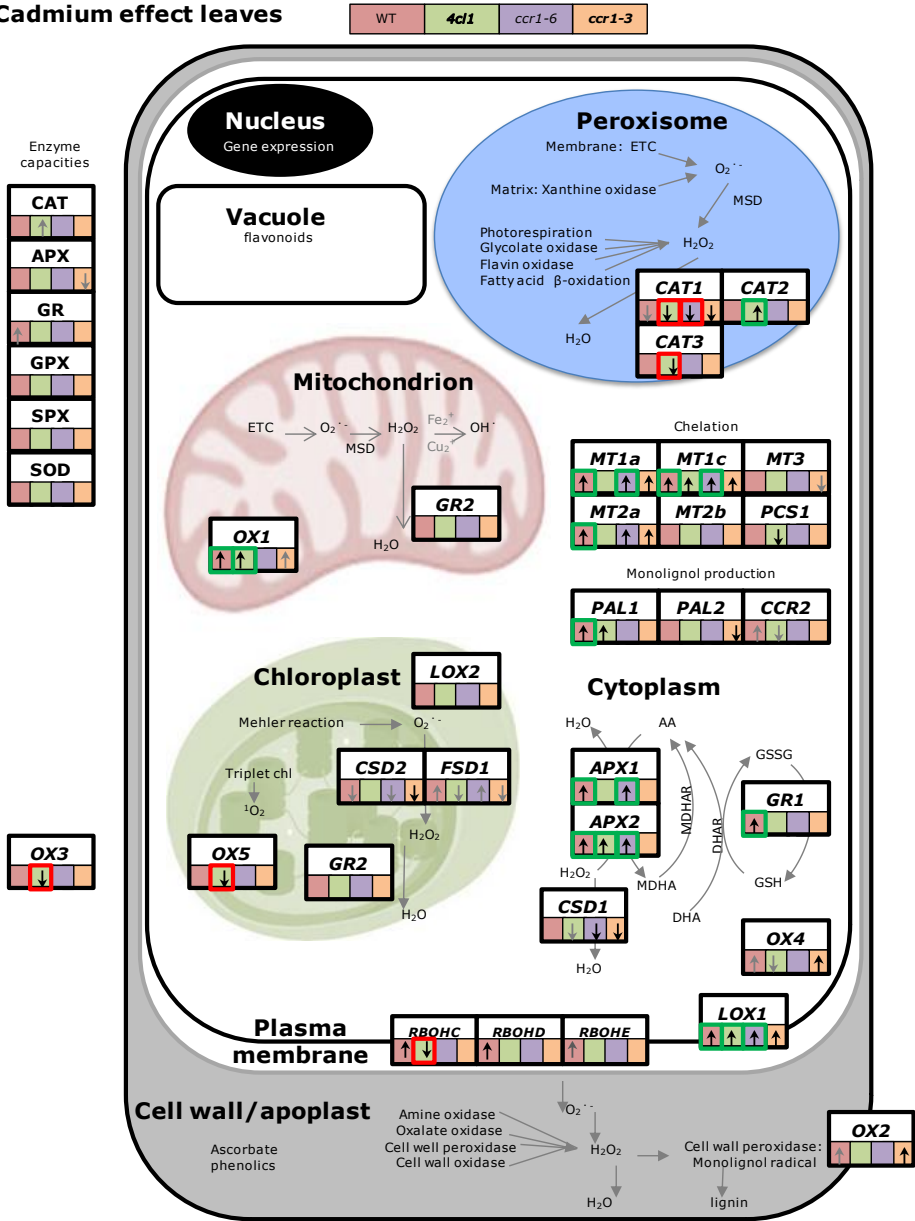 Cadmium effect leaves
WT 4cl1 ccr1-6 ccr1-3
Nucleus
Gene expression
Vacuole
flavonoids
Peroxisome
Membrane: ETC
O₂˙⁻
Matrix: Xanthine oxidase
MSD
Photorespiration
Glycolate oxidase
Flavin oxidase
Fatty acid β-oxidation
H₂O₂
CAT1 CAT2
CAT3
H₂O
Enzyme
capacities
CAT
APX
GR
GPX
SPX
SOD
OX3
Mitochondrion
ETC O₂˙⁻ H₂O₂ Fe₂⁺ OH˙
MSD Cu₂⁺
GR2
OX1
H₂O
Chelation
MT1a MT1c MT3
MT2a MT2b PCS1
Monolignol production
PAL1 PAL2 CCR2
Chloroplast
LOX2
Mehler reaction O₂˙⁻
Triplet chl
CSD2 FSD1
¹O₂
H₂O₂
OX5
GR2
H₂O
Cytoplasm
H₂O AA
GSSG
APX1
MDHAR
GR1
APX2
DHAR
H₂O₂
MDHA
GSH
CSD1
DHA
H₂O
OX4
LOX1
Plasma
membrane
RBOHC RBOHD RBOHE
Cell wall/apoplast
O₂˙⁻
Ascorbate
phenolics
Amine oxidase
Oxalate oxidase
Cell well peroxidase
Cell wall oxidase
H₂O₂
H₂O
Cell wall peroxidase:
Monolignol radical
lignin
OX2